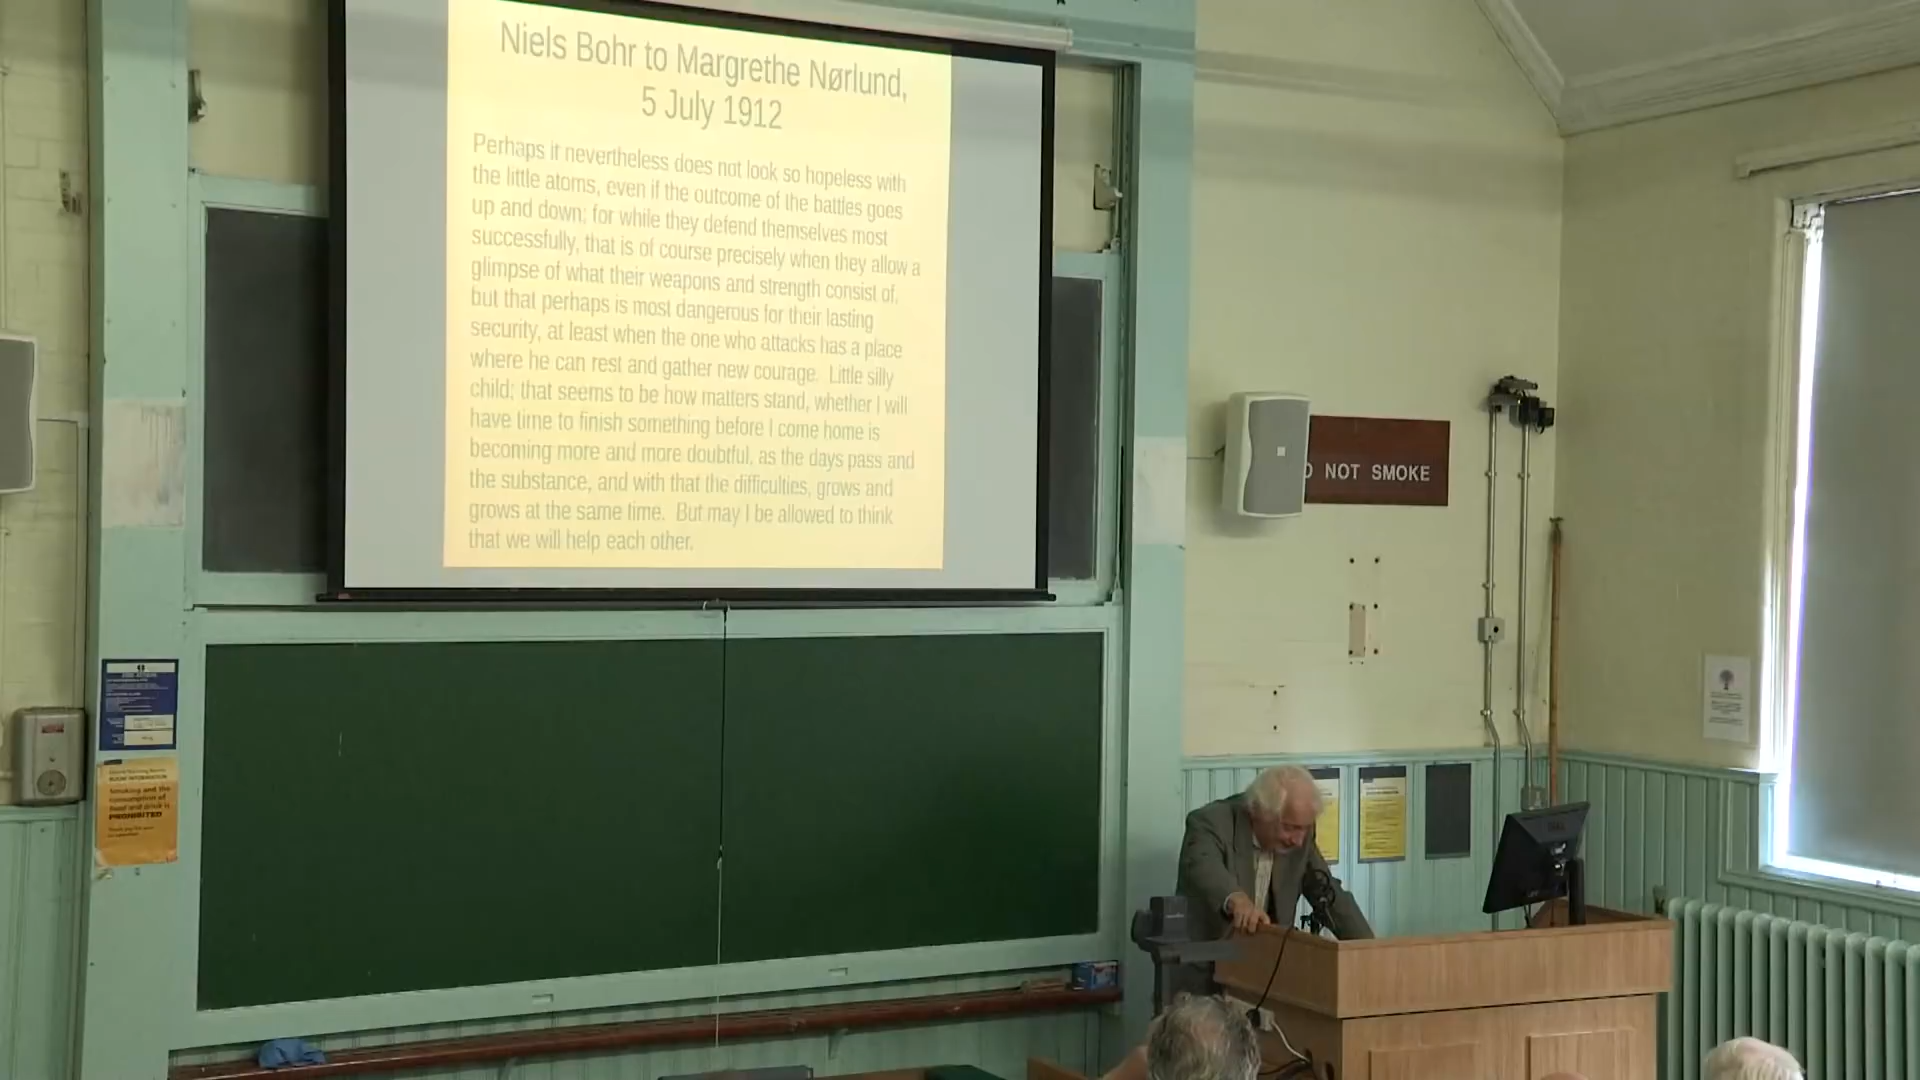 Niels Bohr to Margrethe Nørlund,
5 July 1912
Perhaps it nevertheless does not look so hopeless with
the little atoms, even if the outcome of the battles goes
up and down; for while they defend themselves most
successfully, that is of course precisely when they allow a
glimpse of what their weapons and strength consist of,
but that perhaps is most dangerous for their lasting
security, at least when the one who attacks has a place
where he can rest and gather new courage. Little silly
child; that seems to be how matters stand, whether I will
have time to finish something before I come home is
becoming more and more doubtful, as the days pass and
the substance, and with that the difficulties, grows and
grows at the same time. But may I be allowed to think
that we will help each other.
NOT SMOKE
Smoking and the
consumption of
food and drink is
PROHIBITED